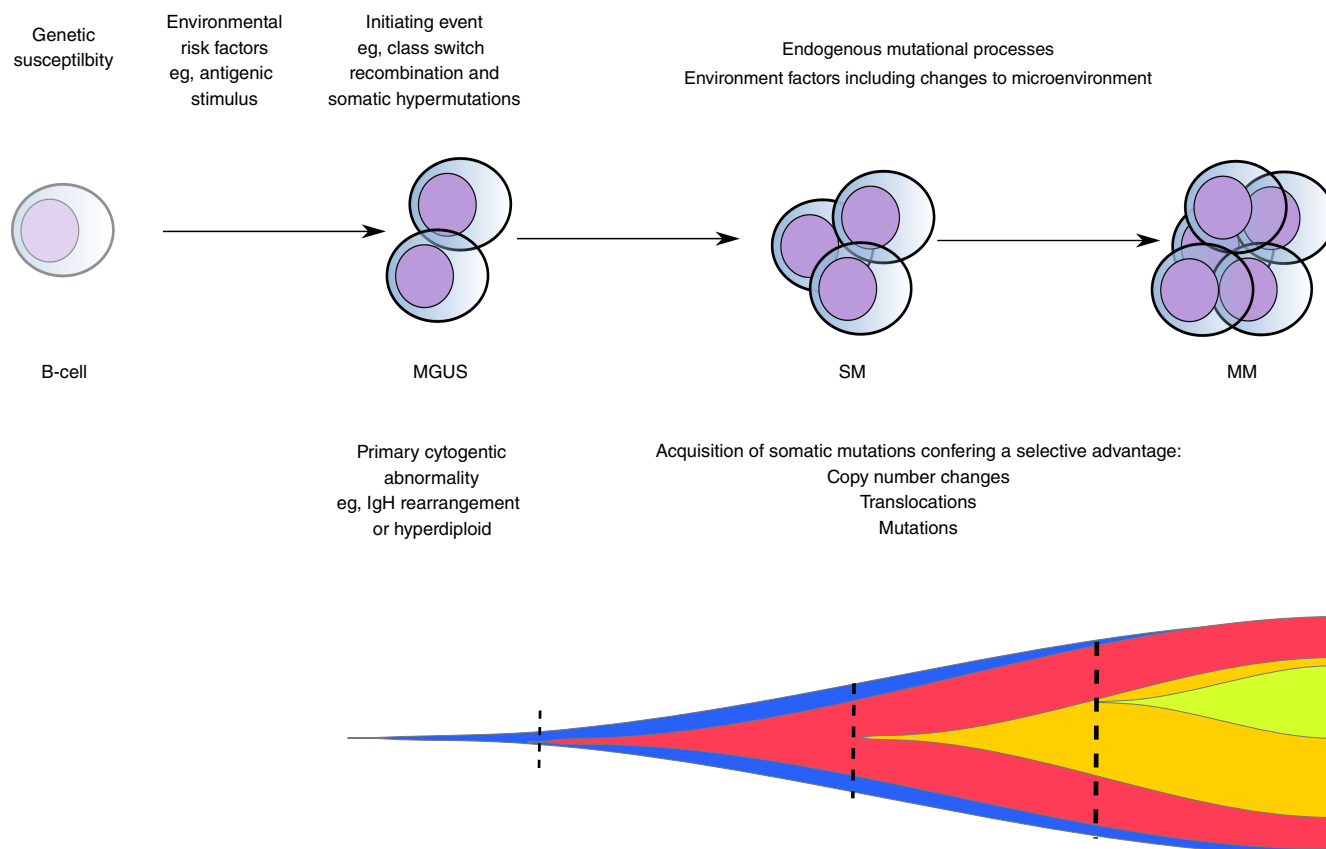 Genetic
susceptilbity
Environmental
risk factors
eg, antigenic
stimulus
Initiating event
eg, class switch
recombination and
somatic hypermutations
Endogenous mutational processes
Environment factors including changes to microenvironment
B-cell
MGUS
SM
MM
Primary cytogentic
abnormality
eg, IgH rearrangement
or hyperdiploid
Acquisition of somatic mutations confering a selective advantage:
Copy number changes
Translocations
Mutations